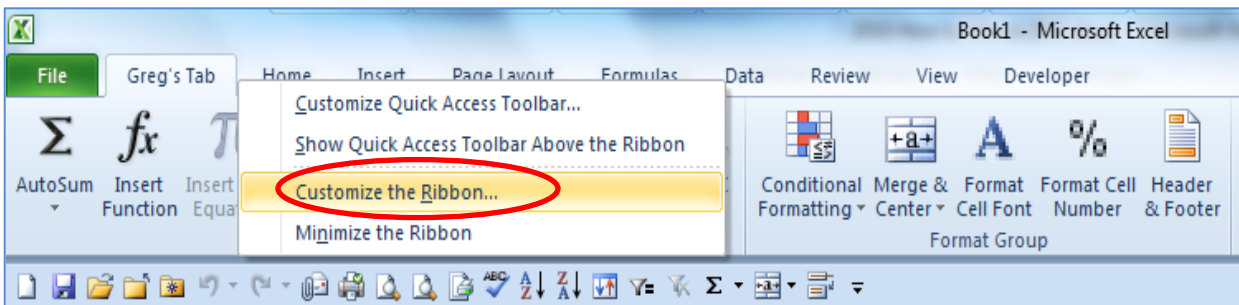 Book1 - Microsoft Excel
File Greg's Tab Home Insert Page Layout Formulas Data Review View Developer
Customize Quick Access Toolbar...
Show Quick Access Toolbar Above the Ribbon
Customize the Ribbon...
Minimize the Ribbon
AutoSum Insert Insert Conditional Merge & Format Format Cell Header
Function Formatting Center Cell Font Number & Footer
Format Group